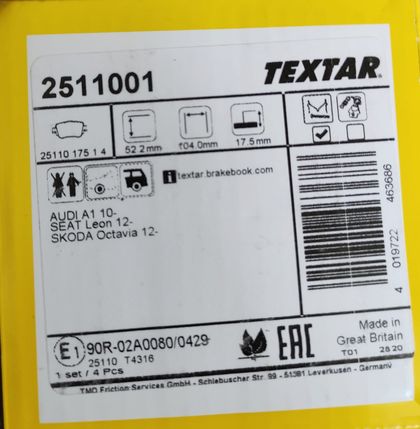 2511001 TEXTAR
25110 175 1 4 52.2mm 104.0mm 17.5mm
i textar.brakebook.com
AUDI A1 10-
SEAT Leon 12-
SKODA Octavia 12-
4 019722 463686
E1 90R-02A0080/0429
25110 T4316
1 set / 4 Pcs
EAC
Made in
Great Britain
T01 28 20
TMD Friction Services GmbH - Schlebuscher Str. 99 - 51381 Leverkusen - Germany